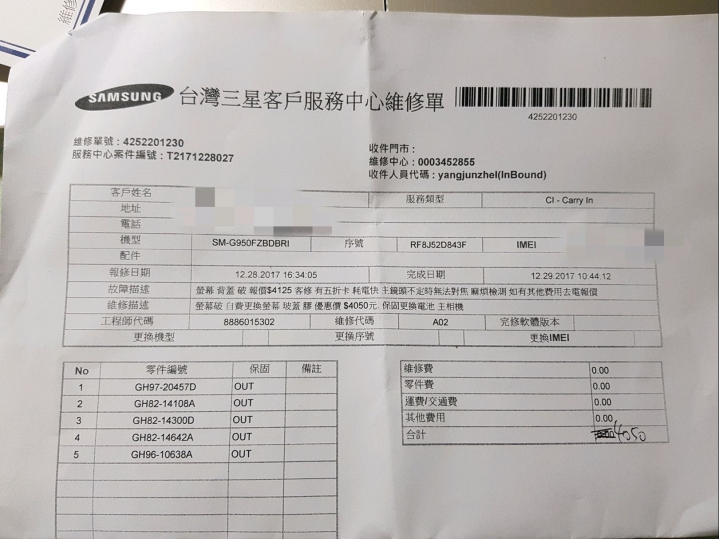 維修
SAMSUNG 台灣三星客戶服務中心維修單
4252201230
維修單號：4252201230
服務中心案件編號：T2171228027
收件門市：
維修中心：0003452855
收件人員代碼：yangjunzhel(InBound)
客戶姓名 服務類型 CI - Carry In
地址
電話
機型 SM-G950FZBDBRI 序號 RF8J52D843F IMEI
配件
報修日期 12.28.2017 16:34:05 完成日期 12.29.2017 10:44:12
故障描述 螢幕 背蓋 破 報價$4125 客修 有五折卡 耗電快 主鏡頭不定時無法對焦 麻煩檢測 如有其他費用去電報價
維修描述 螢幕破 自費更換螢幕 玻蓋 膠 優惠價 $4050元. 保固更換電池 主相機
工程師代碼 8886015302 維修代碼 A02 完修軟體版本
更換機型 更換序號 更換IMEI
No 零件編號 保固 備註
1 GH97-20457D OUT
2 GH82-14108A OUT
3 GH82-14300D OUT
4 GH82-14642A OUT
5 GH96-10638A OUT
維修費 0.00
零件費 0.00
運費/交通費 0.00
其他費用 0.00
合計 4050